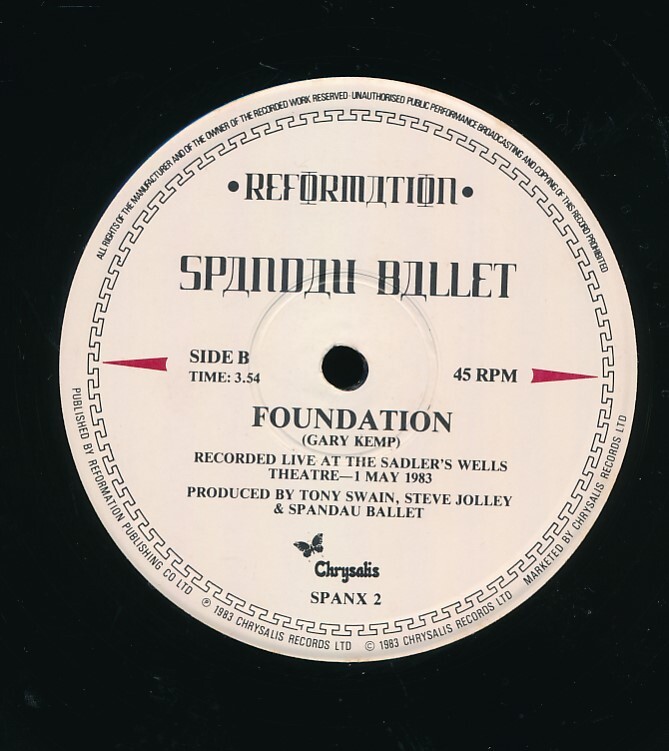 ALL RIGHTS OF THE MANUFACTURER AND OF THE OWNER OF THE RECORDED WORK RESERVED · UNAUTHORISED PUBLIC PERFORMANCE BROADCASTING AND COPYING OF THIS RECORD PROHIBITED
• REFORMATION •
SPANDAU BALLET
SIDE B
TIME: 3.54
45 RPM
FOUNDATION
(GARY KEMP)
RECORDED LIVE AT THE SADLER'S WELLS
THEATRE—1 MAY 1983
PRODUCED BY TONY SWAIN, STEVE JOLLEY
& SPANDAU BALLET
Chrysalis
SPANX 2
PUBLISHED BY REFORMATION PUBLISHING CO LTD ℗ 1983 CHRYSALIS RECORDS LTD © 1983 CHRYSALIS RECORDS LTD MARKETED BY CHRYSALIS RECORDS LTD